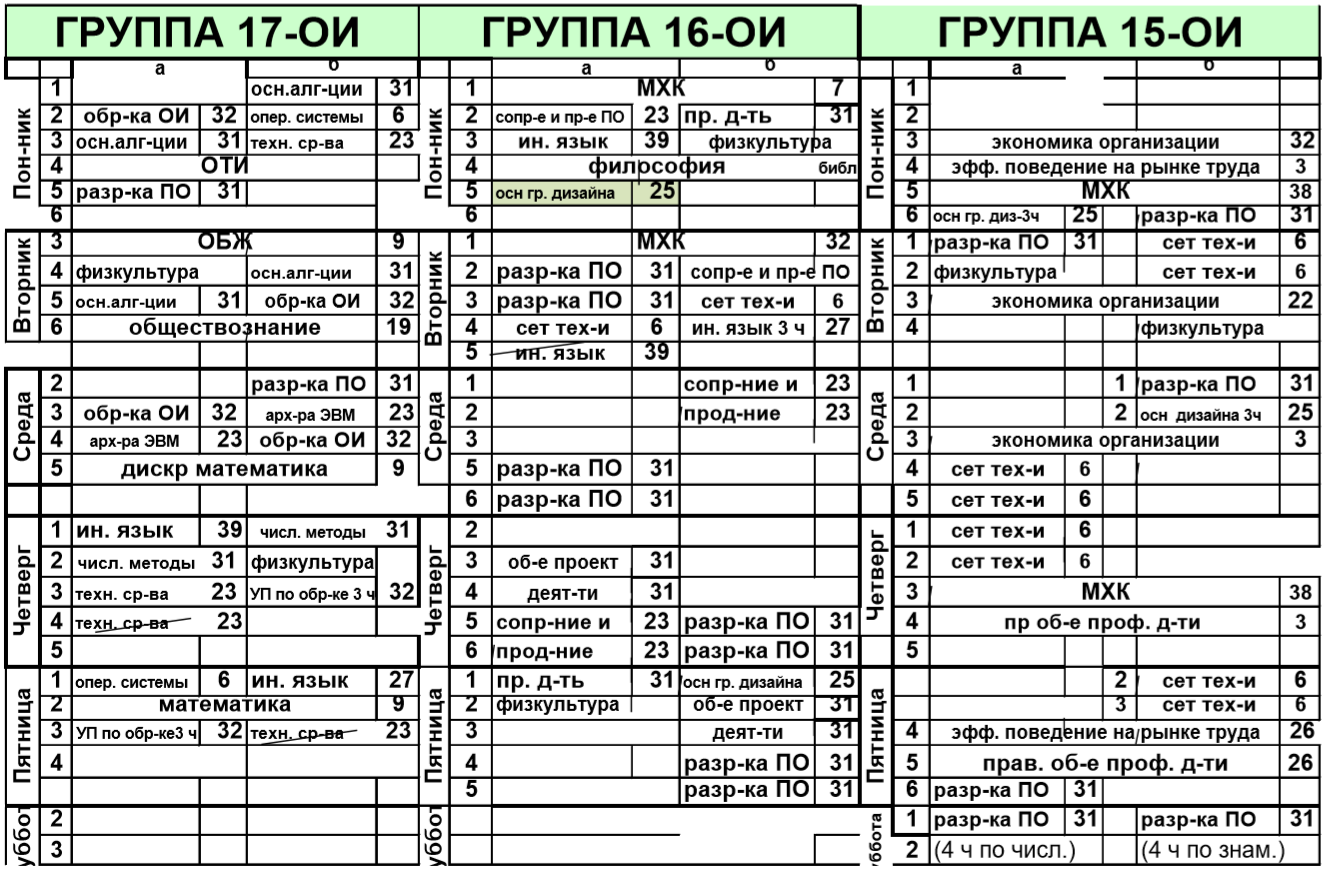 ГРУППА 17-ОИ ГРУППА 16-ОИ ГРУППА 15-ОИ
а б а б а б
Пон-ник 1 осн.алг-ции 31 Пон-ник 1 МХК 7 Пон-ник 1
2 обр-ка ОИ 32 опер. системы 6 2 сопр-е и пр-е ПО 23 пр. д-ть 31 2
3 осн.алг-ции 31 техн. ср-ва 23 3 ин. язык 39 физкультура 3 экономика организации 32
4 ОТИ 4 философия библ 4 эфф. поведение на рынке труда 3
5 разр-ка ПО 31 5 осн гр. дизайна 25 5 МХК 38
6 6 6 осн гр. диз-3ч 25 разр-ка ПО 31
Вторник 3 ОБЖ 9 Вторник 1 МХК 32 Вторник 1 разр-ка ПО 31 сет тех-и 6
4 физкультура осн.алг-ции 31 2 разр-ка ПО 31 сопр-е и пр-е ПО 2 физкультура сет тех-и 6
5 осн.алг-ции 31 обр-ка ОИ 32 3 разр-ка ПО 31 сет тех-и 6 3 экономика организации 22
6 обществознание 19 4 сет тех-и 6 ин. язык 3 ч 27 4 физкультура
5 ин. язык 39
Среда 2 разр-ка ПО 31 Среда 1 сопр-ние и 23 Среда 1 1 разр-ка ПО 31
3 обр-ка ОИ 32 арх-ра ЭВМ 23 2 прод-ние 23 2 2 осн дизайна 3ч 25
4 арх-ра ЭВМ 23 обр-ка ОИ 32 3 3 экономика организации 3
5 дискр математика 9 5 разр-ка ПО 31 4 сет тех-и 6
6 разр-ка ПО 31 5 сет тех-и 6
Четверг 1 ин. язык 39 числ. методы 31 Четверг 2 Четверг 1 сет тех-и 6
2 числ. методы 31 физкультура 3 об-е проект 31 2 сет тех-и 6
3 техн. ср-ва 23 УП по обр-ке 3 ч 32 4 деят-ти 31 3 МХК 38
4 техн. ср-ва 23 5 сопр-ние и 23 разр-ка ПО 31 4 пр об-е проф. д-ти 3
5 6 прод-ние 23 разр-ка ПО 31 5
Пятница 1 опер. системы 6 ин. язык 27 Пятница 1 пр. д-ть 31 осн гр. дизайна 25 Пятница 2 сет тех-и 6
2 математика 9 2 физкультура об-е проект 31 3 сет тех-и 6
3 УП по обр-ке3 ч 32 техн. ср-ва 23 3 деят-ти 31 4 эфф. поведение на рынке труда 26
4 4 разр-ка ПО 31 5 прав. об-е проф. д-ти 26
5 разр-ка ПО 31 6 разр-ка ПО 31
уббот 2 уббот уббота 1 разр-ка ПО 31 разр-ка ПО 31
3 2 (4 ч по числ.) (4 ч по знам.)